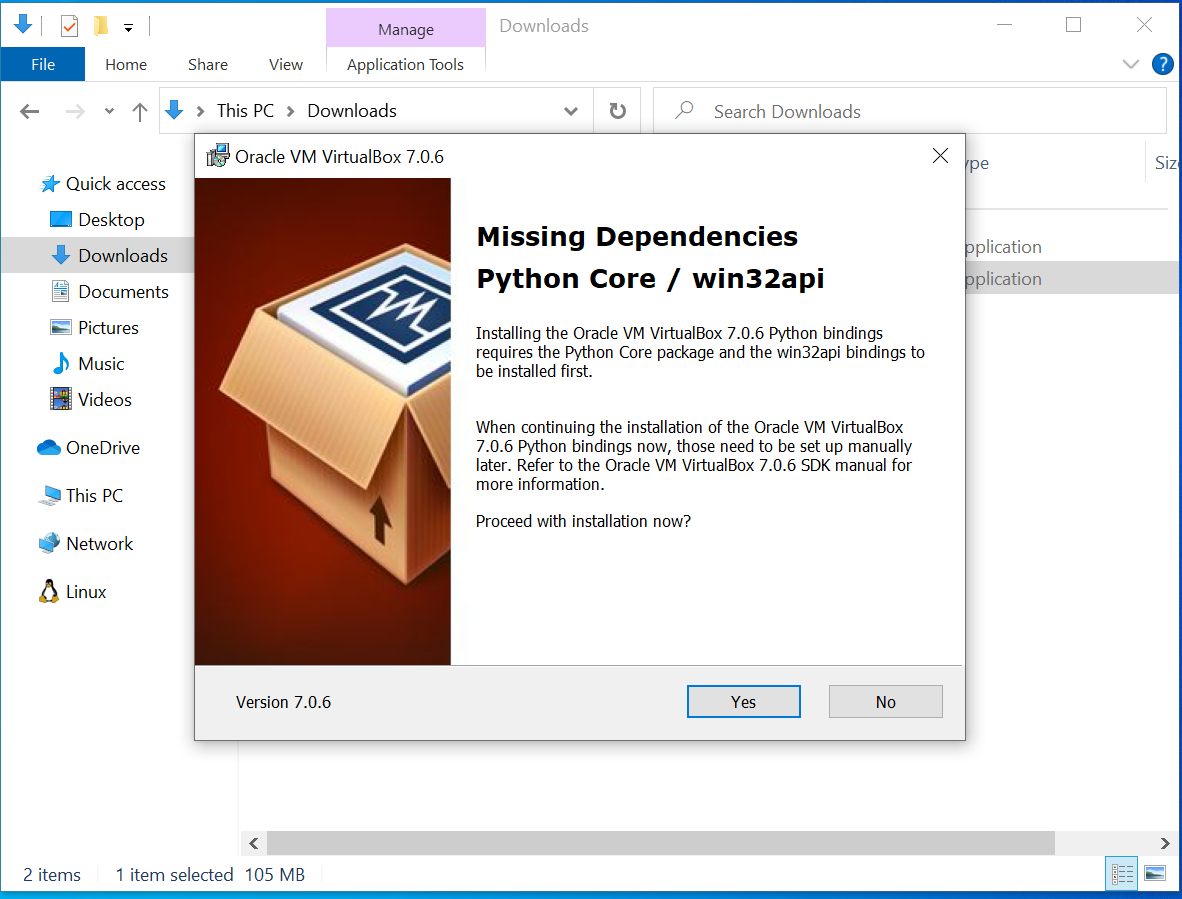 Manage
Downloads
File
Home
Share
View
Application Tools
?
This PC
Downloads
Search Downloads
Oracle VM VirtualBox 7.0.6
ype
Siz
Quick access
Desktop
Downloads
Documents
Pictures
Music
Videos
OneDrive
This PC
Network
Linux
pplication
pplication
Missing Dependencies
Python Core / win32api
Installing the Oracle VM VirtualBox 7.0.6 Python bindings
requires the Python Core package and the win32api bindings to
be installed first.
When continuing the installation of the Oracle VM VirtualBox
7.0.6 Python bindings now, those need to be set up manually
later. Refer to the Oracle VM VirtualBox 7.0.6 SDK manual for
more information.
Proceed with installation now?
Version 7.0.6
Yes
No
2 items
1 item selected 105 MB